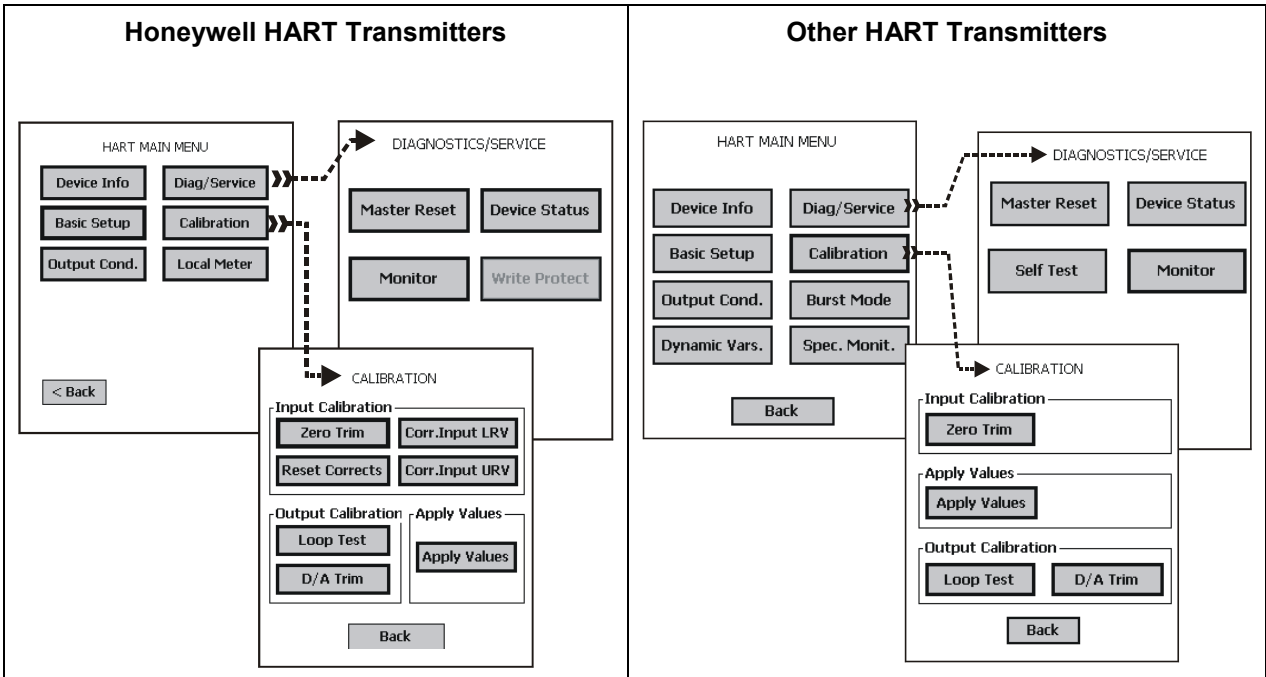 Honeywell HART Transmitters
HART MAIN MENU
Device Info
Diag/Service
Basic Setup
Calibration
Output Cond.
Local Meter
< Back
DIAGNOSTICS/SERVICE
Master Reset
Device Status
Monitor
Write Protect
CALIBRATION
Input Calibration
Zero Trim
Corr.Input LRV
Reset Corrects
Corr.Input URV
Output Calibration
Loop Test
D/A Trim
Apply Values
Apply Values
Back
Other HART Transmitters
HART MAIN MENU
Device Info
Diag/Service
Basic Setup
Calibration
Output Cond.
Burst Mode
Dynamic Vars.
Spec. Monit.
Back
DIAGNOSTICS/SERVICE
Master Reset
Device Status
Self Test
Monitor
CALIBRATION
Input Calibration
Zero Trim
Apply Values
Apply Values
Output Calibration
Loop Test
D/A Trim
Back